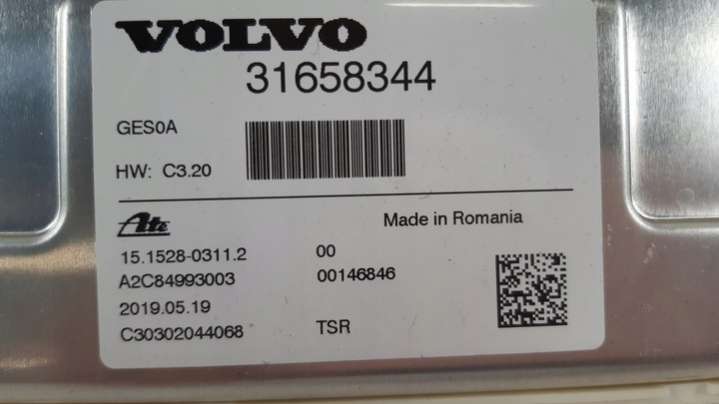 VOLVO
31658344
GES0A
HW: C3.20
Ate
Made in Romania
15.1528-0311.2 00
A2C84993003 00146846
2019.05.19
C30302044068 TSR